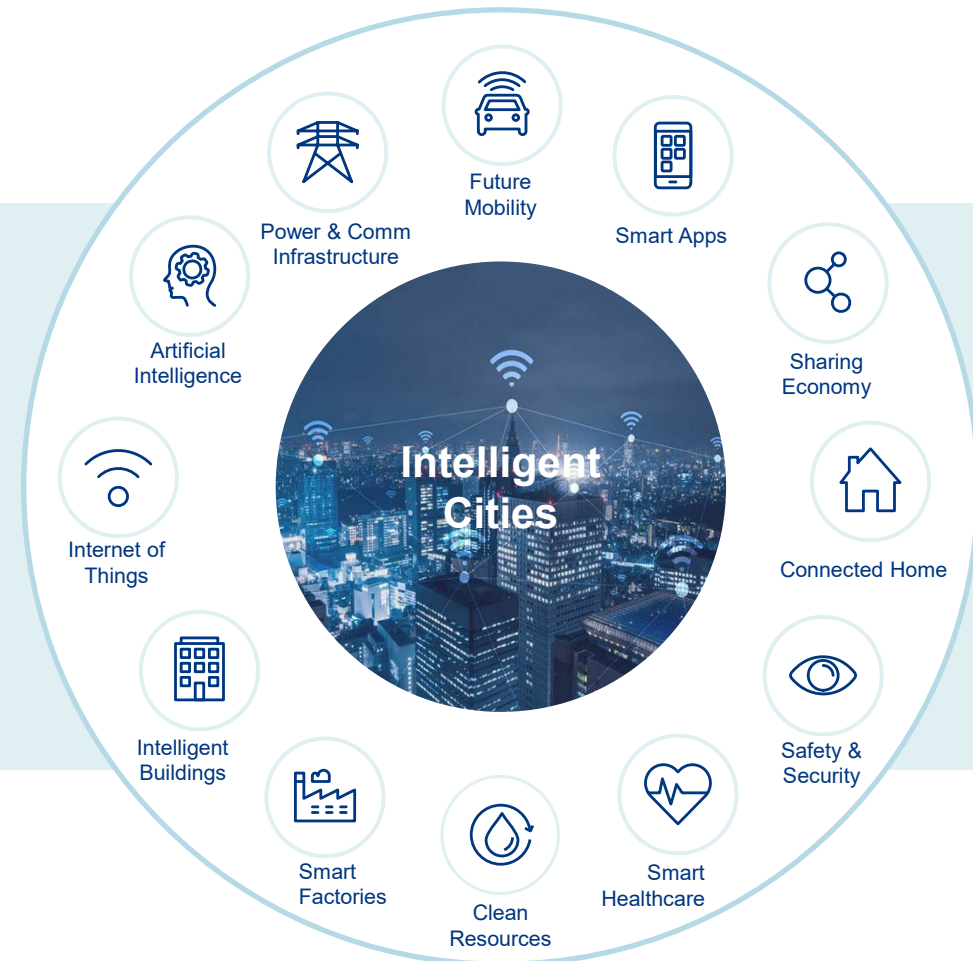 Future
Mobility
Smart Apps
Sharing
Economy
Connected Home
Safety &
Security
Smart
Healthcare
Clean
Resources
Smart
Factories
Intelligent
Buildings
Internet of
Things
Artificial
Intelligence
Power & Comm
Infrastructure
Intelligent
Cities